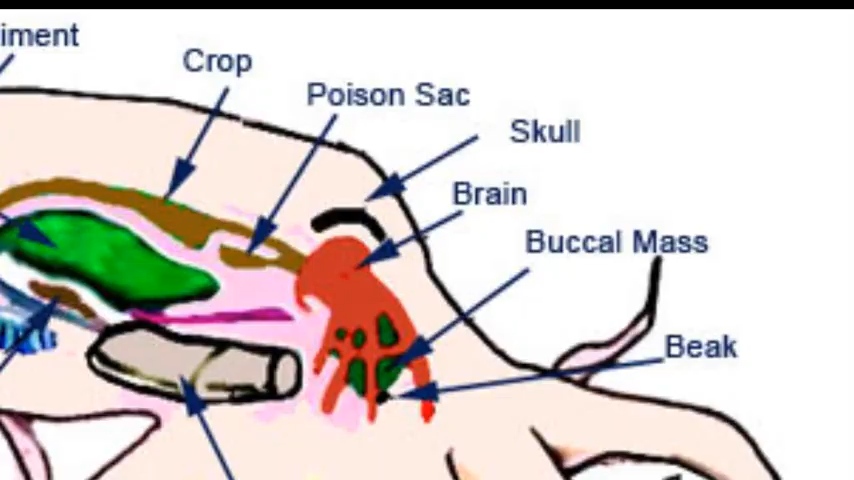 iment
Crop
Poison Sac
Skull
Brain
Buccal Mass
Beak